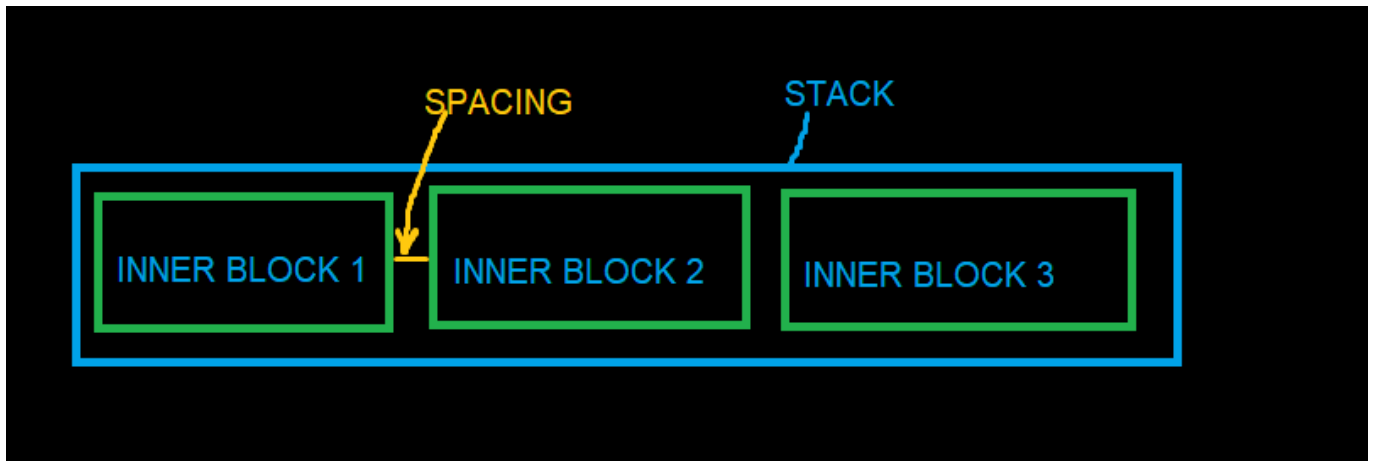 SPACING
STACK
INNER BLOCK 1
INNER BLOCK 2
INNER BLOCK 3